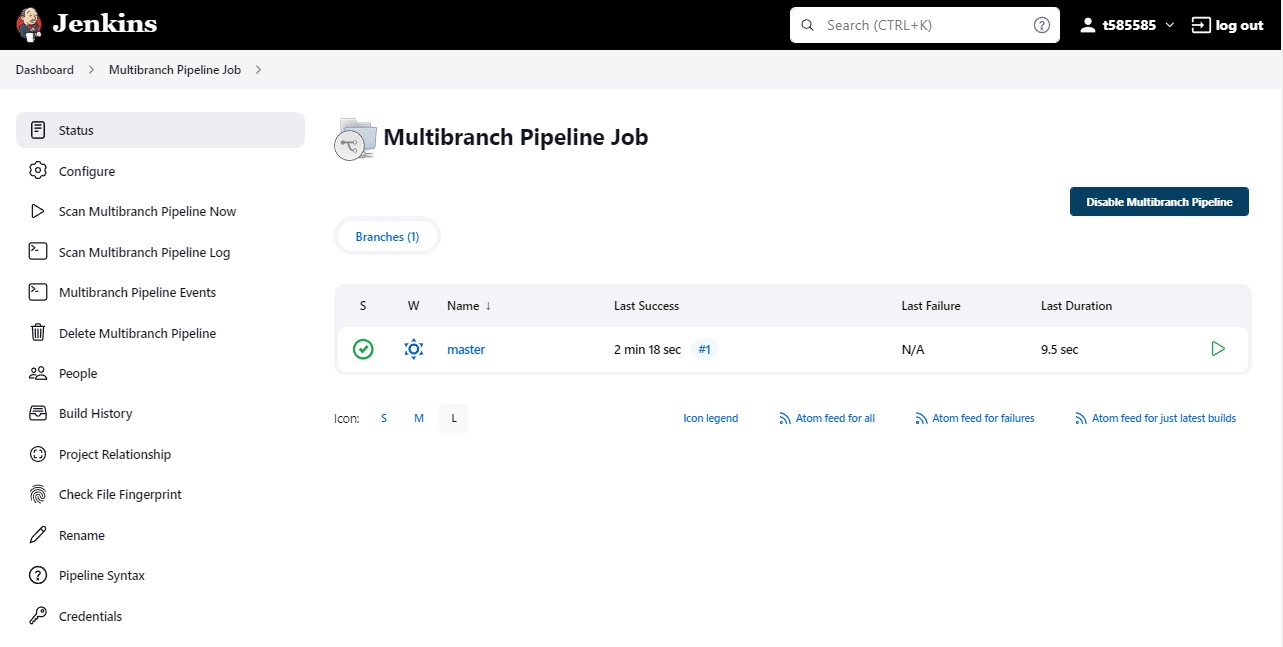 Jenkins
Search (CTRL+K)
t585585
log out
Dashboard
Multibranch Pipeline Job
Status
Configure
Scan Multibranch Pipeline Now
Scan Multibranch Pipeline Log
Multibranch Pipeline Events
Delete Multibranch Pipeline
People
Build History
Project Relationship
Check File Fingerprint
Rename
Pipeline Syntax
Credentials
Multibranch Pipeline Job
Disable Multibranch Pipeline
Branches (1)
S W Name ↓ Last Success Last Failure Last Duration
master 2 min 18 sec #1 N/A 9.5 sec
Icon: S M L Icon legend Atom feed for all Atom feed for failures Atom feed for just latest builds